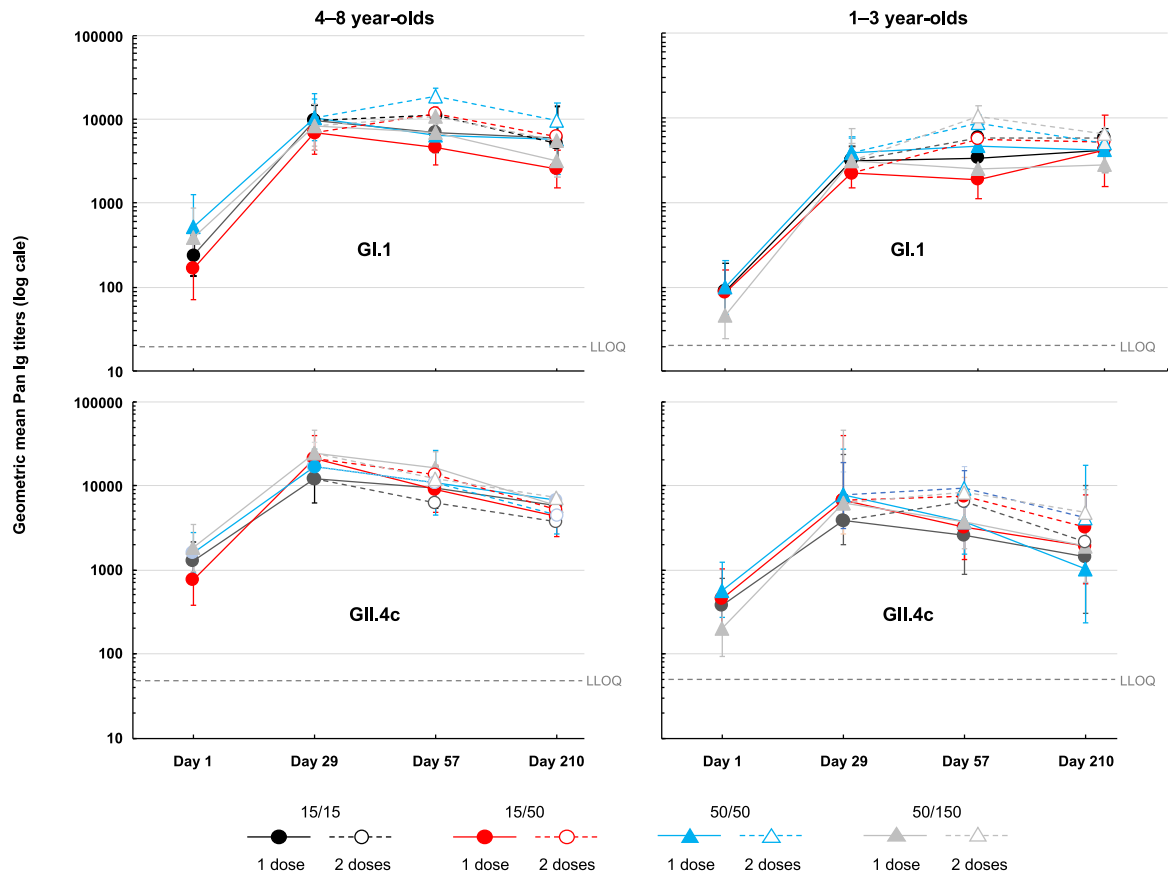 4–8 year-olds
1–3 year-olds
Geometric mean Pan Ig titers (log cale)
100000
10000
1000
100
10
GI.1
GI.1
LLOQ
LLOQ
100000
10000
1000
100
10
GII.4c
GII.4c
LLOQ
LLOQ
Day 1 Day 29 Day 57 Day 210
Day 1 Day 29 Day 57 Day 210
15/15 15/50 50/50 50/150
1 dose 2 doses 1 dose 2 doses 1 dose 2 doses 1 dose 2 doses